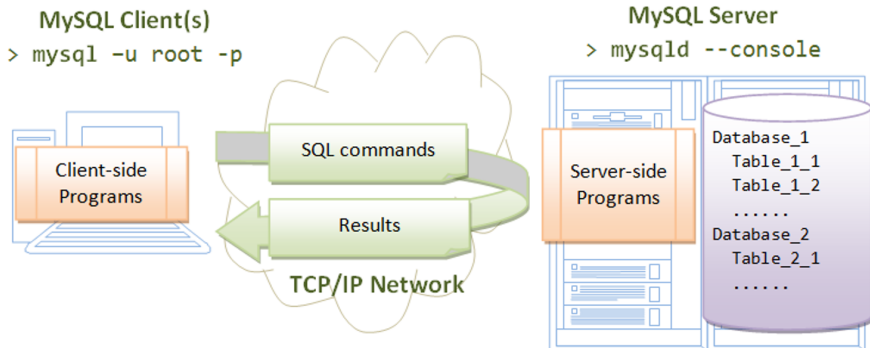 MySQL Client(s)
> mysql –u root -p
MySQL Server
> mysqld --console
Client-side
Programs
SQL commands
Results
TCP/IP Network
Server-side
Programs
Database_1
Table_1_1
Table_1_2
......
Database_2
Table_2_1
......